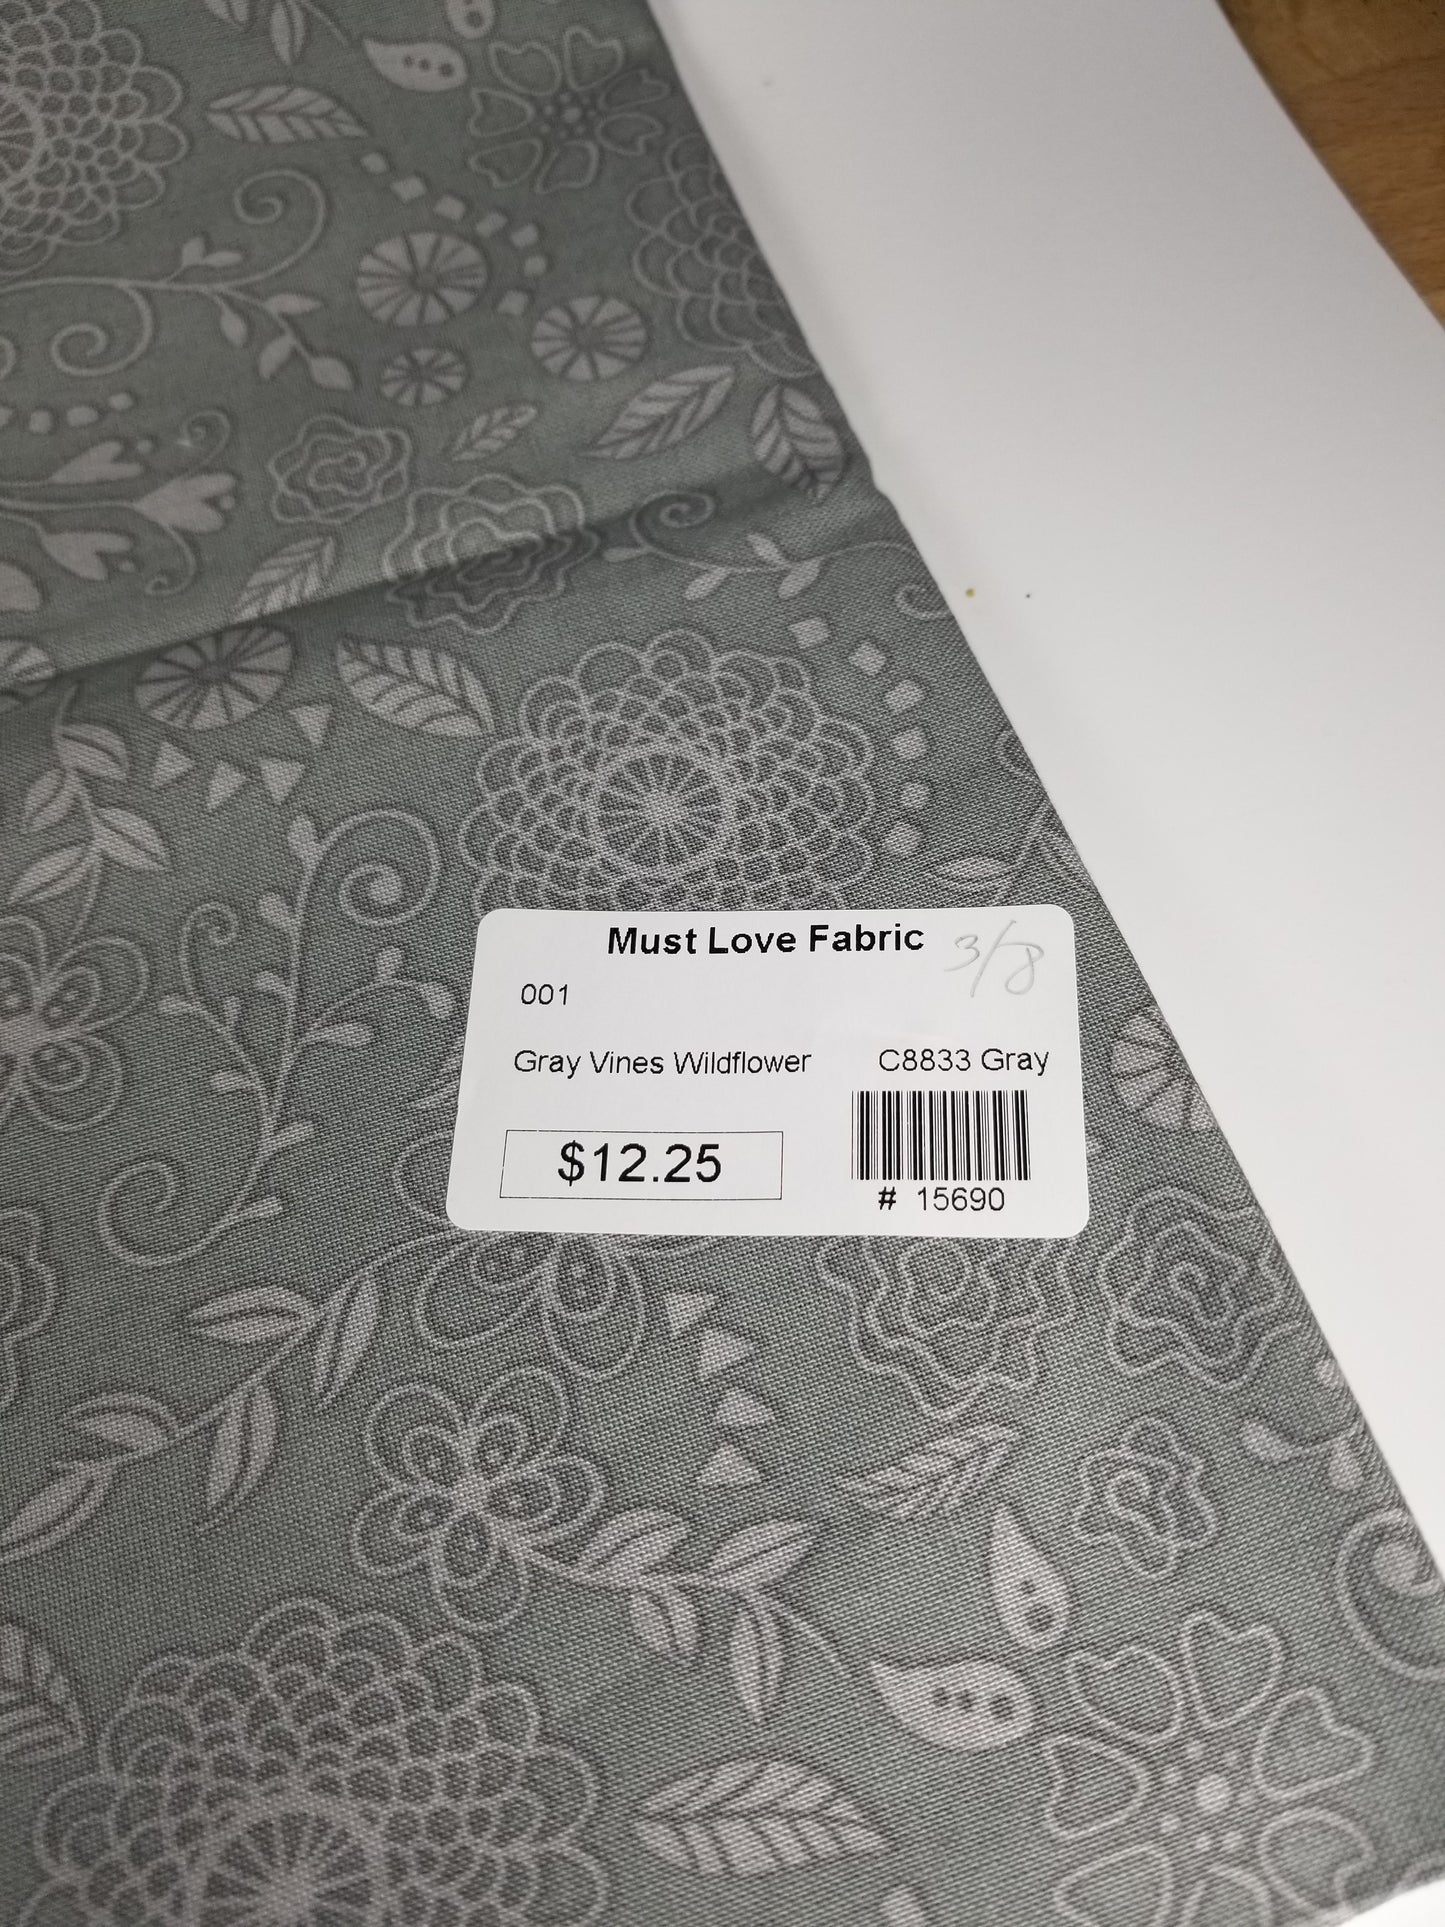 Must Love Fabric 3/8
001
Gray Vines Wildflower C8833 Gray
$12.25
# 15690